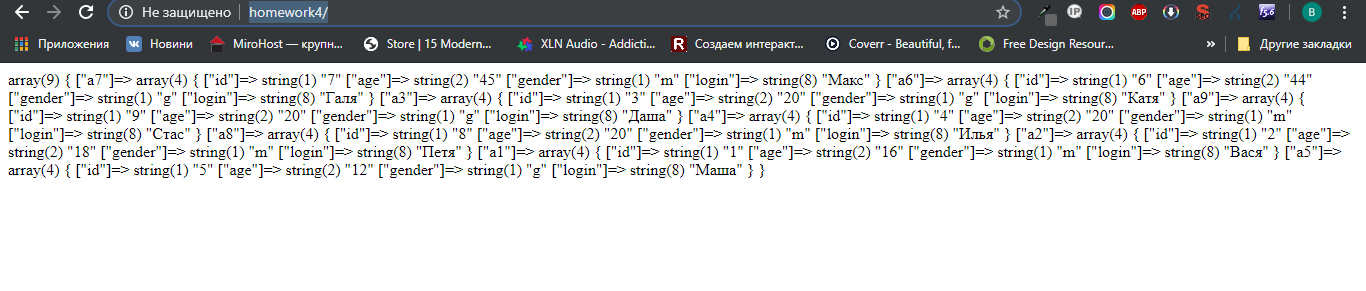 Не защищено homework4/ IP ABP SEO 15.6 B
Приложения Новини MiroHost — крупн... Store | 15 Modern... XLN Audio - Addicti... R Создаем интеракт... Coverr - Beautiful, f... Free Design Resour... » Другие закладки
array(9) { ["a7"]=> array(4) { ["id"]=> string(1) "7" ["age"]=> string(2) "45" ["gender"]=> string(1) "m" ["login"]=> string(8) "Макс" } ["a6"]=> array(4) { ["id"]=> string(1) "6" ["age"]=> string(2) "44"
["gender"]=> string(1) "g" ["login"]=> string(8) "Галя" } ["a3"]=> array(4) { ["id"]=> string(1) "3" ["age"]=> string(2) "20" ["gender"]=> string(1) "g" ["login"]=> string(8) "Катя" } ["a9"]=> array(4) {
["id"]=> string(1) "9" ["age"]=> string(2) "20" ["gender"]=> string(1) "g" ["login"]=> string(8) "Даша" } ["a4"]=> array(4) { ["id"]=> string(1) "4" ["age"]=> string(2) "20" ["gender"]=> string(1) "m"
["login"]=> string(8) "Стас" } ["a8"]=> array(4) { ["id"]=> string(1) "8" ["age"]=> string(2) "20" ["gender"]=> string(1) "m" ["login"]=> string(8) "Илья" } ["a2"]=> array(4) { ["id"]=> string(1) "2" ["age"]=>
string(2) "18" ["gender"]=> string(1) "m" ["login"]=> string(8) "Петя" } ["a1"]=> array(4) { ["id"]=> string(1) "1" ["age"]=> string(2) "16" ["gender"]=> string(1) "m" ["login"]=> string(8) "Вася" } ["a5"]=>
array(4) { ["id"]=> string(1) "5" ["age"]=> string(2) "12" ["gender"]=> string(1) "g" ["login"]=> string(8) "Маша" } }